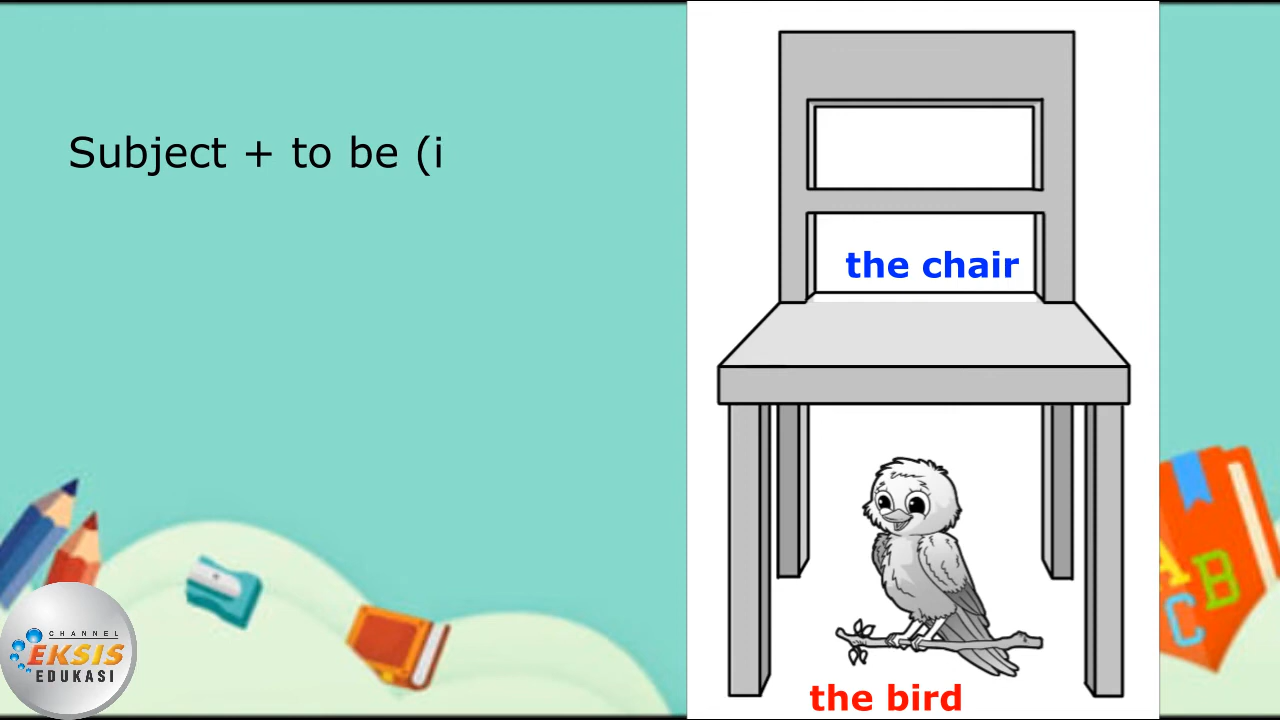 Subject + to be (i
the chair
the bird
CHANNEL
EKSIS
EDUKASI
A
B
C